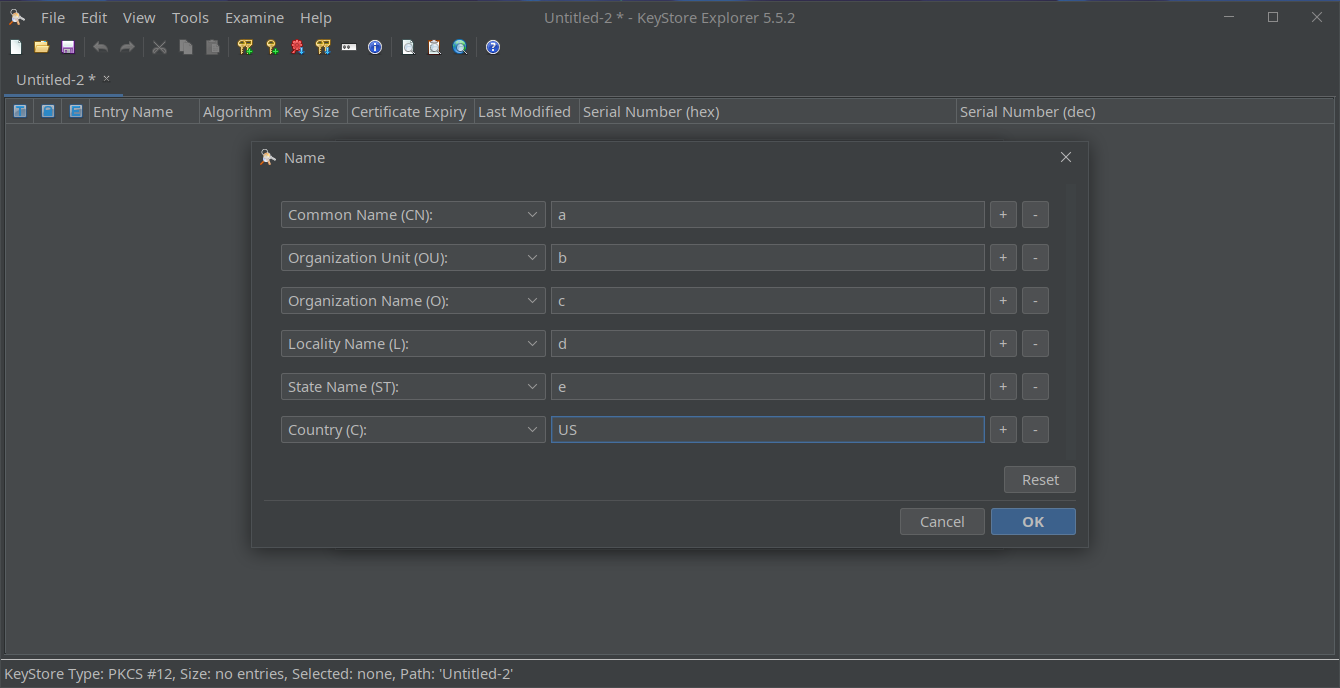 Untitled-2 * - KeyStore Explorer 5.5.2
File Edit View Tools Examine Help
Untitled-2 *
Entry Name Algorithm Key Size Certificate Expiry Last Modified Serial Number (hex) Serial Number (dec)
Name
Common Name (CN): a + -
Organization Unit (OU): b + -
Organization Name (O): c + -
Locality Name (L): d + -
State Name (ST): e + -
Country (C): US + -
Reset
Cancel OK
KeyStore Type: PKCS #12, Size: no entries, Selected: none, Path: 'Untitled-2'